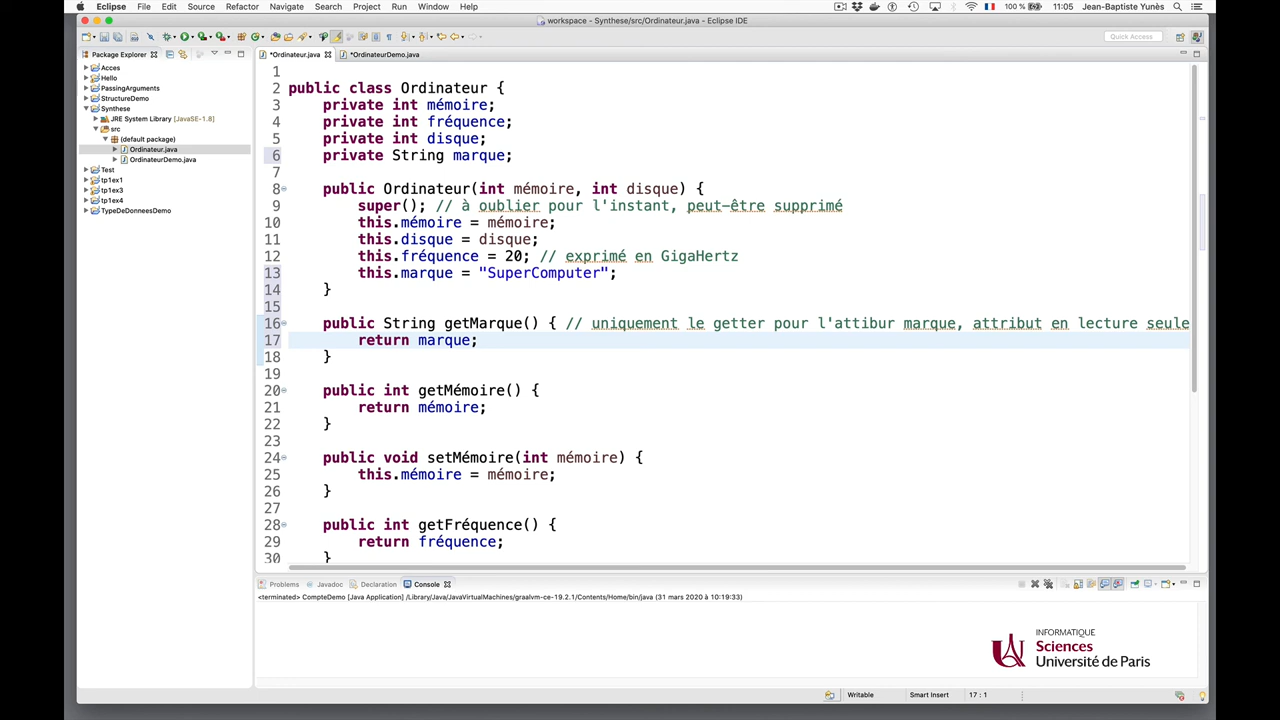 Eclipse File Edit Source Refactor Navigate Search Project Run Window Help 100 % 11:05 Jean-Baptiste Yunès
workspace - Synthese/src/Ordinateur.java - Eclipse IDE
Quick Access
Package Explorer
*Ordinateur.java *OrdinateurDemo.java
Acces
Hello
PassingArguments
StructureDemo
Synthese
JRE System Library [JavaSE-1.8]
src
(default package)
Ordinateur.java
OrdinateurDemo.java
Test
tp1ex1
tp1ex3
tp1ex4
TypeDeDonneesDemo
1
2 public class Ordinateur {
3 private int mémoire;
4 private int fréquence;
5 private int disque;
6 private String marque;
7
8 public Ordinateur(int mémoire, int disque) {
9 super(); // à oublier pour l'instant, peut-être supprimé
10 this.mémoire = mémoire;
11 this.disque = disque;
12 this.fréquence = 20; // exprimé en GigaHertz
13 this.marque = "SuperComputer";
14 }
15
16 public String getMarque() { // uniquement le getter pour l'attibur marque, attribut en lecture seule
17 return marque;
18 }
19
20 public int getMémoire() {
21 return mémoire;
22 }
23
24 public void setMémoire(int mémoire) {
25 this.mémoire = mémoire;
26 }
27
28 public int getFréquence() {
29 return fréquence;
30 }
Problems Javadoc Declaration Console
<terminated> CompteDemo [Java Application] /Library/Java/JavaVirtualMachines/graalvm-ce-19.2.1/Contents/Home/bin/java (31 mars 2020 à 10:19:33)
INFORMATIQUE
Sciences
Université de Paris
Writable Smart Insert 17 : 1